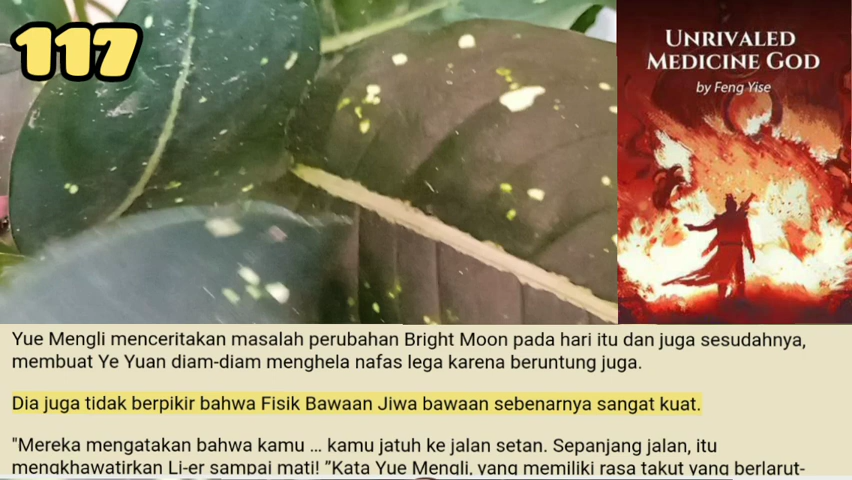 117
UNRIVALED
MEDICINE GOD
by Feng Yise
Yue Mengli menceritakan masalah perubahan Bright Moon pada hari itu dan juga sesudahnya,
membuat Ye Yuan diam-diam menghela nafas lega karena beruntung juga.
Dia juga tidak berpikir bahwa Fisik Bawaan Jiwa bawaan sebenarnya sangat kuat.
"Mereka mengatakan bahwa kamu ... kamu jatuh ke jalan setan. Sepanjang jalan, itu
mengkhawatirkan Li-er sampai mati! ”Kata Yue Mengli, yang memiliki rasa takut yang berlarut-